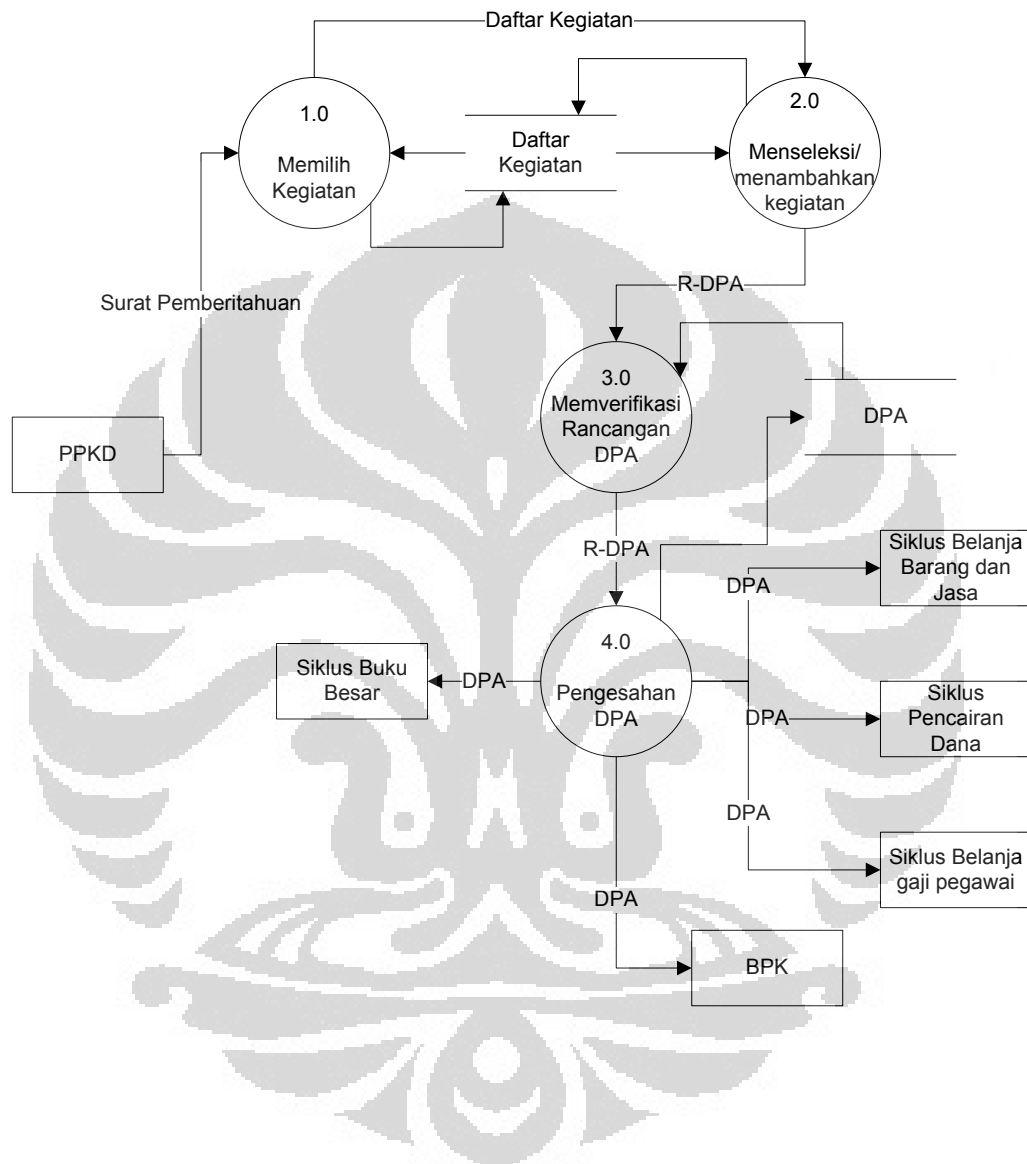 Daftar Kegiatan
1.0
Memilih
Kegiatan
Daftar
Kegiatan
2.0
Menseleksi/
menambahkan
kegiatan
R-DPA
Surat Pemberitahuan
3.0
Memverifikasi
Rancangan
DPA
DPA
PPKD
R-DPA
Siklus Belanja
Barang dan
Jasa
DPA
4.0
Pengesahan
DPA
Siklus Buku
Besar
DPA
Siklus
Pencairan
Dana
DPA
DPA
Siklus Belanja
gaji pegawai
DPA
BPK